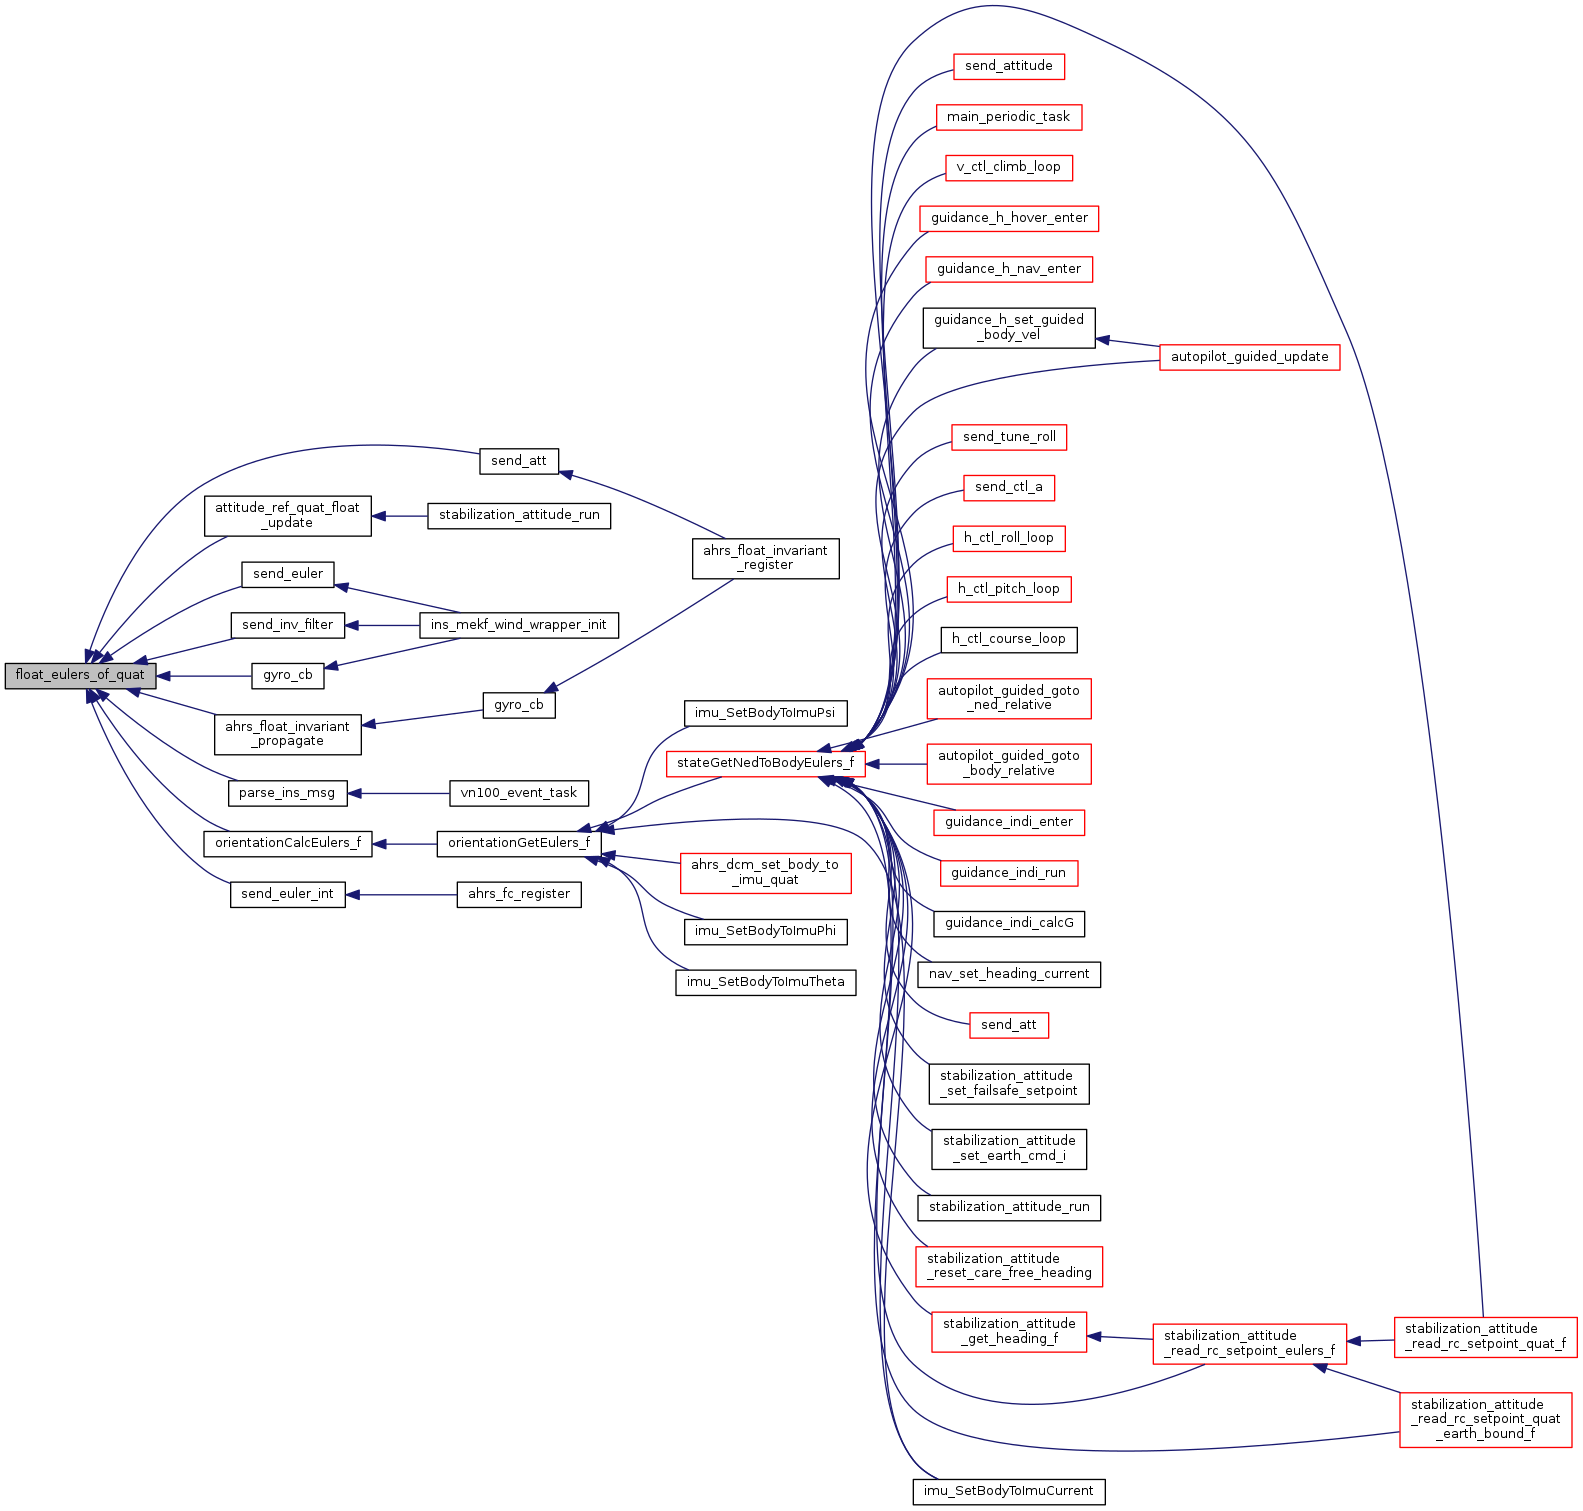 float_eulers_of_quat
send_att
attitude_ref_quat_float
_update
stabilization_attitude_run
send_euler
send_inv_filter
ins_mekf_wind_wrapper_init
gyro_cb
ahrs_float_invariant
_propagate
gyro_cb
ahrs_float_invariant
_register
parse_ins_msg
vn100_event_task
orientationCalcEulers_f
orientationGetEulers_f
send_euler_int
ahrs_fc_register
imu_SetBodyToImuPsi
stateGetNedToBodyEulers_f
ahrs_dcm_set_body_to
_imu_quat
imu_SetBodyToImuPhi
imu_SetBodyToImuTheta
send_attitude
main_periodic_task
v_ctl_climb_loop
guidance_h_hover_enter
guidance_h_nav_enter
guidance_h_set_guided
_body_vel
autopilot_guided_update
send_tune_roll
send_ctl_a
h_ctl_roll_loop
h_ctl_pitch_loop
h_ctl_course_loop
autopilot_guided_goto
_ned_relative
autopilot_guided_goto
_body_relative
guidance_indi_enter
guidance_indi_run
guidance_indi_calcG
nav_set_heading_current
send_att
stabilization_attitude
_set_failsafe_setpoint
stabilization_attitude
_set_earth_cmd_i
stabilization_attitude_run
stabilization_attitude
_reset_care_free_heading
stabilization_attitude
_get_heading_f
stabilization_attitude
_read_rc_setpoint_eulers_f
stabilization_attitude
_read_rc_setpoint_quat_f
stabilization_attitude
_read_rc_setpoint_quat
_earth_bound_f
imu_SetBodyToImuCurrent